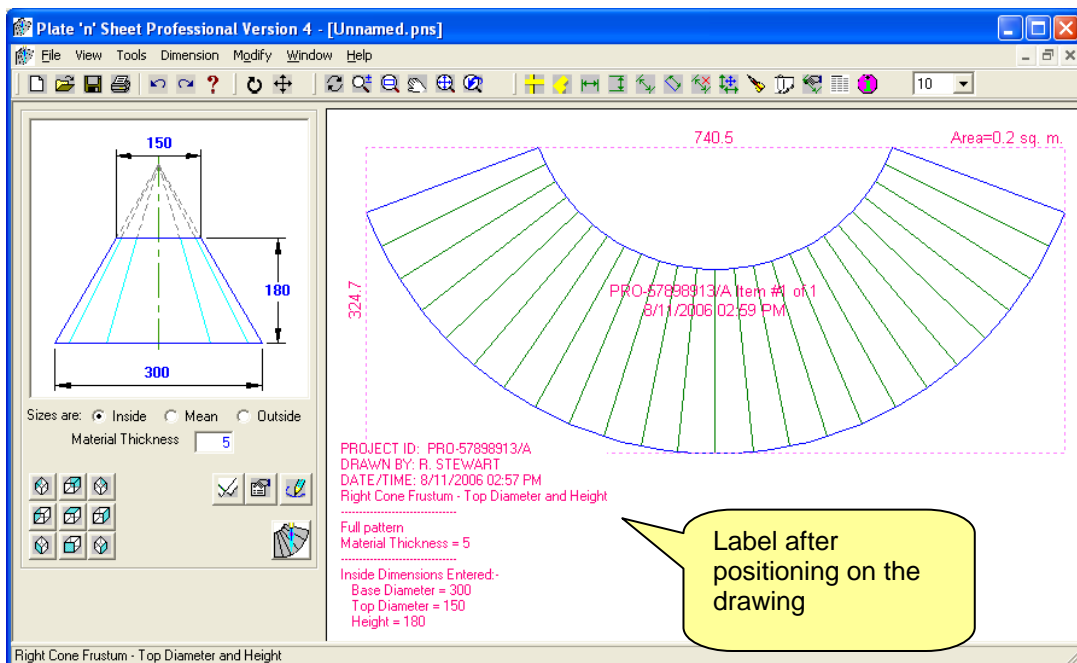 Plate 'n' Sheet Professional Version 4 - [Unnamed.pns]
File View Tools Dimension Modify Window Help
10
150
180
300
Sizes are: Inside Mean Outside
Material Thickness 5
740.5
Area=0.2 sq. m.
324.7
PRO-57898913/A Item #1 of 1
8/11/2006 02:59 PM
PROJECT ID: PRO-57898913/A
DRAWN BY: R. STEWART
DATE/TIME: 8/11/2006 02:57 PM
Right Cone Frustum - Top Diameter and Height
------------------------------
Full pattern
Material Thickness = 5
------------------------------
Inside Dimensions Entered:-
Base Diameter = 300
Top Diameter = 150
Height = 180
Label after
positioning on the
drawing
Right Cone Frustum - Top Diameter and Height